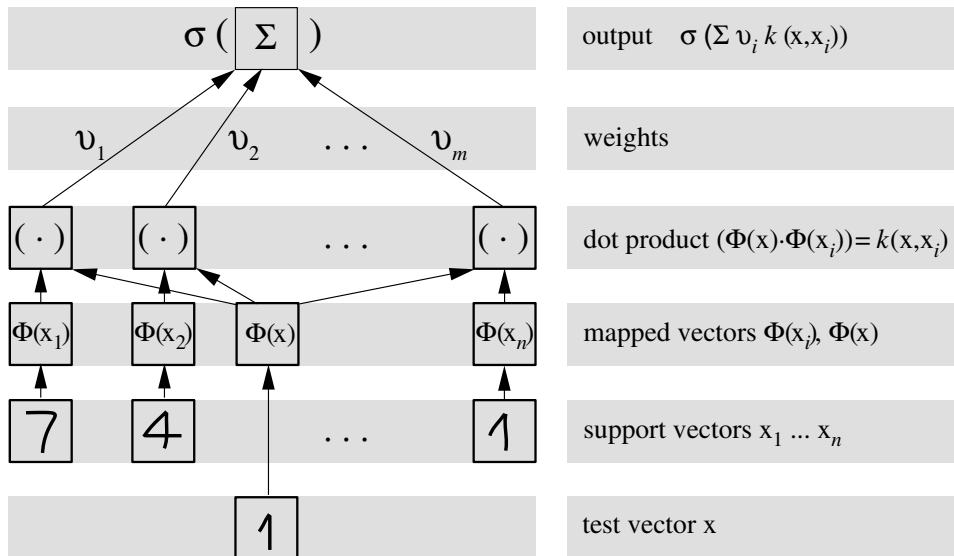 σ ( Σ ) output σ (Σ υ_i k (x,x_i))
υ_1 υ_2 . . . υ_m weights
( · ) ( · ) . . . ( · ) dot product (Φ(x)·Φ(x_i)) = k(x,x_i)
Φ(x_1) Φ(x_2) Φ(x) Φ(x_n) mapped vectors Φ(x_i), Φ(x)
7 4 . . . 1 support vectors x_1 ... x_n
1 test vector x